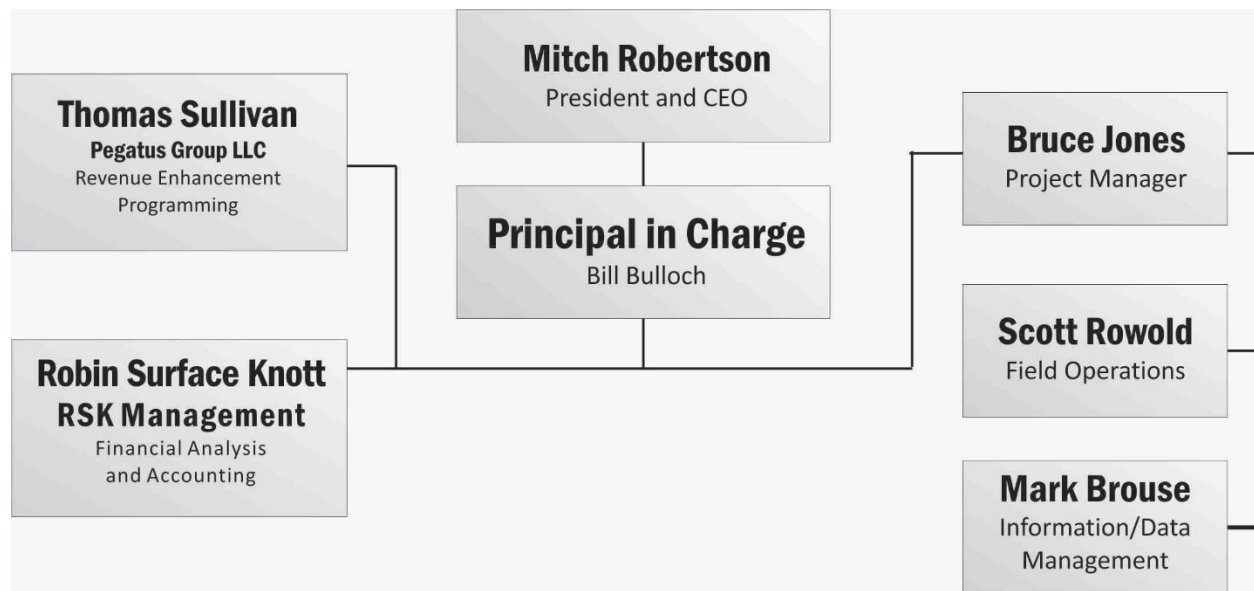 Mitch Robertson
President and CEO
Thomas Sullivan
Pegatus Group LLC
Revenue Enhancement
Programming
Bruce Jones
Project Manager
Principal in Charge
Bill Bulloch
Scott Rowold
Field Operations
Robin Surface Knott
RSK Management
Financial Analysis
and Accounting
Mark Brouse
Information/Data
Management